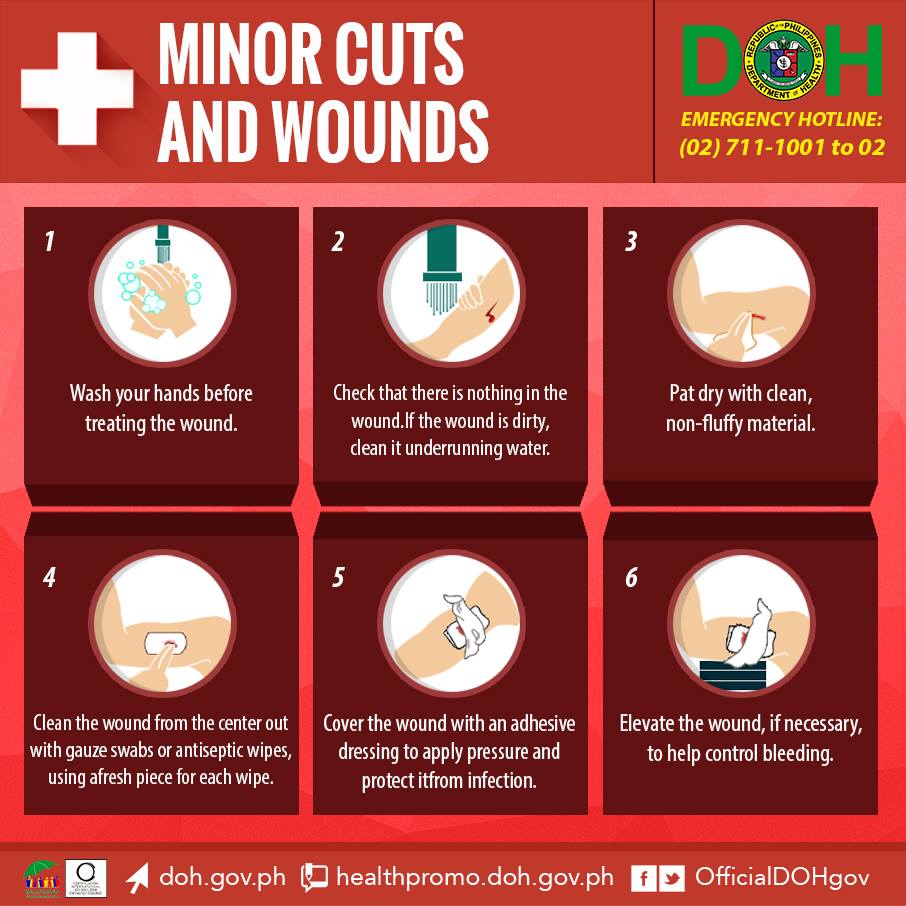 MINOR CUTS
AND WOUNDS
DOH
REPUBLIC OF THE PHILIPPINES
DEPARTMENT OF HEALTH
EMERGENCY HOTLINE:
(02) 711-1001 to 02
1
Wash your hands before
treating the wound.
2
Check that there is nothing in the
wound.If the wound is dirty,
clean it underrunning water.
3
Pat dry with clean,
non-fluffy material.
4
Clean the wound from the center out
with gauze swabs or antiseptic wipes,
using afresh piece for each wipe.
5
Cover the wound with an adhesive
dressing to apply pressure and
protect itfrom infection.
6
Elevate the wound, if necessary,
to help control bleeding.
doh.gov.ph
healthpromo.doh.gov.ph
OfficialDOHgov